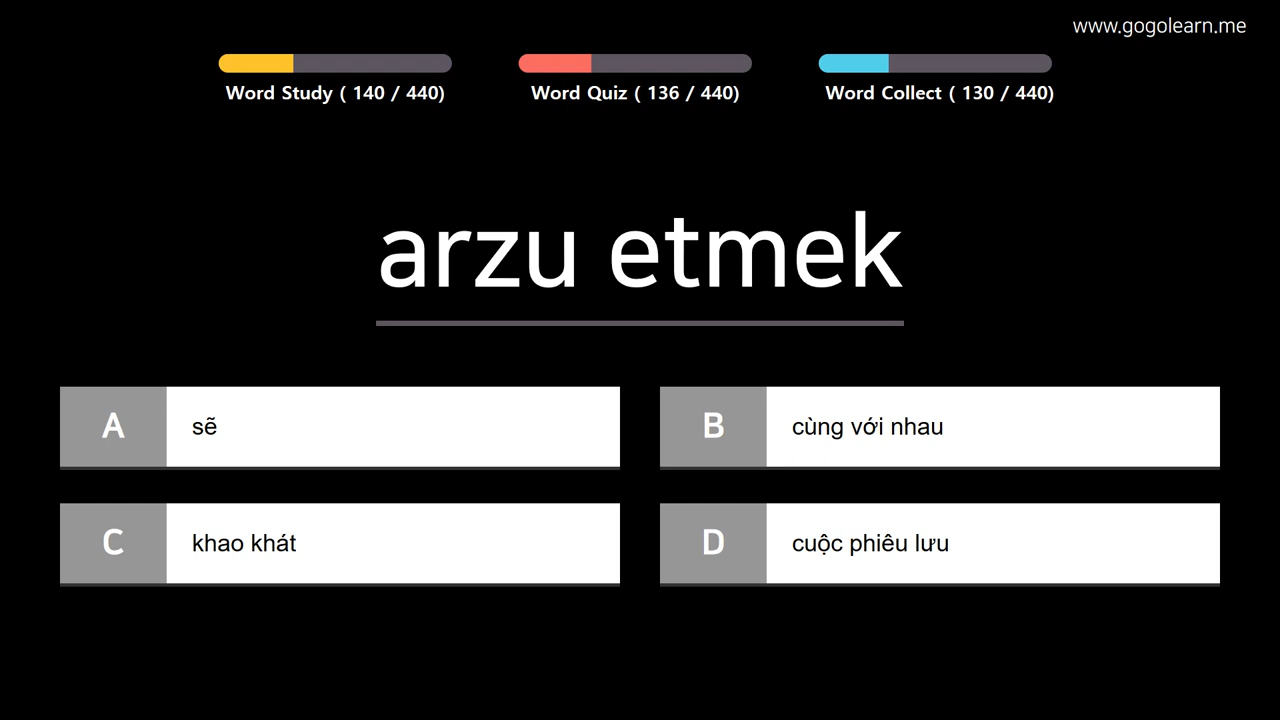 www.gogolearn.me
Word Study ( 140 / 440)
Word Quiz ( 136 / 440)
Word Collect ( 130 / 440)
arzu etmek
A
sẽ
B
cùng với nhau
C
khao khát
D
cuộc phiêu lưu